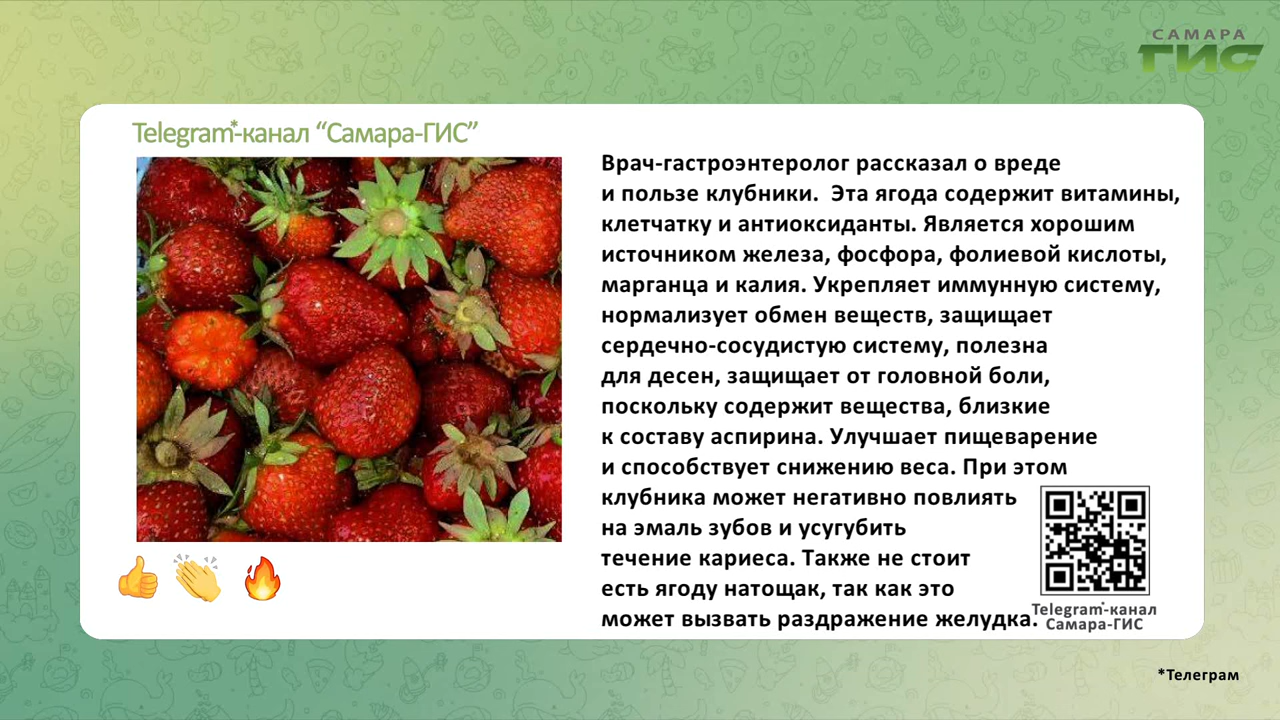 САМАРА
ГИС
Telegram*-канал “Самара-ГИС”
Врач-гастроэнтеролог рассказал о вреде
и пользе клубники. Эта ягода содержит витамины,
клетчатку и антиоксиданты. Является хорошим
источником железа, фосфора, фолиевой кислоты,
марганца и калия. Укрепляет иммунную систему,
нормализует обмен веществ, защищает
сердечно-сосудистую систему, полезна
для десен, защищает от головной боли,
поскольку содержит вещества, близкие
к составу аспирина. Улучшает пищеварение
и способствует снижению веса. При этом
клубника может негативно повлиять
на эмаль зубов и усугубить
течение кариеса. Также не стоит
есть ягоду натощак, так как это
может вызвать раздражение желудка.
Telegram*-канал
Самара-ГИС
*Телеграм